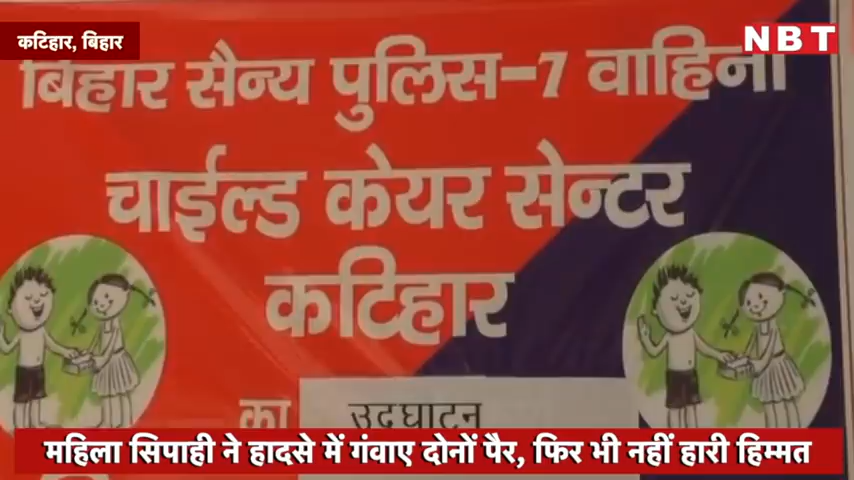 कटिहार, बिहार
NBT
बिहार सैन्य पुलिस-7 वाहिनी
चाईल्ड केयर सेन्टर
कटिहार
का उदघाटन
महिला सिपाही ने हादसे में गंवाए दोनों पैर, फिर भी नहीं हारी हिम्मत